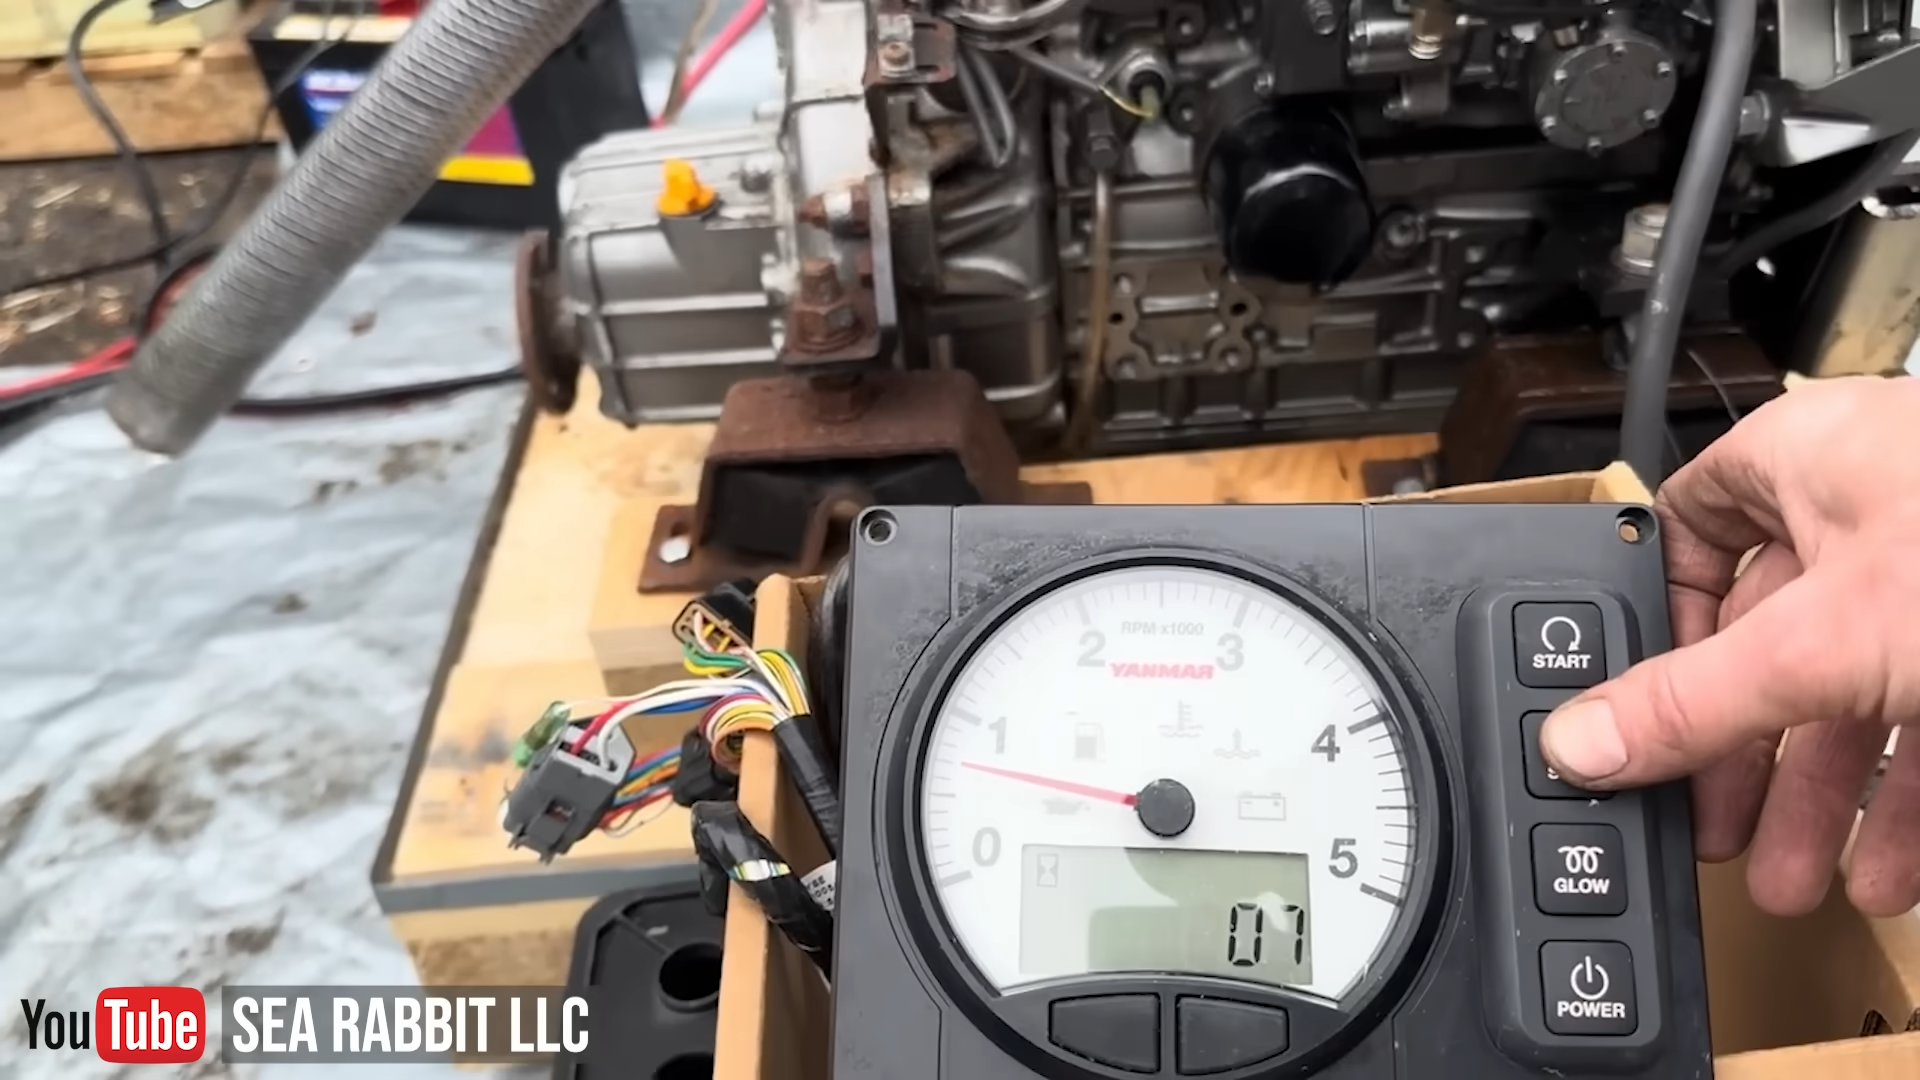 2 RPM x1000 3
YANMAR
1
4
0
5
07
START
S
GLOW
POWER
YouTube SEA RABBIT LLC